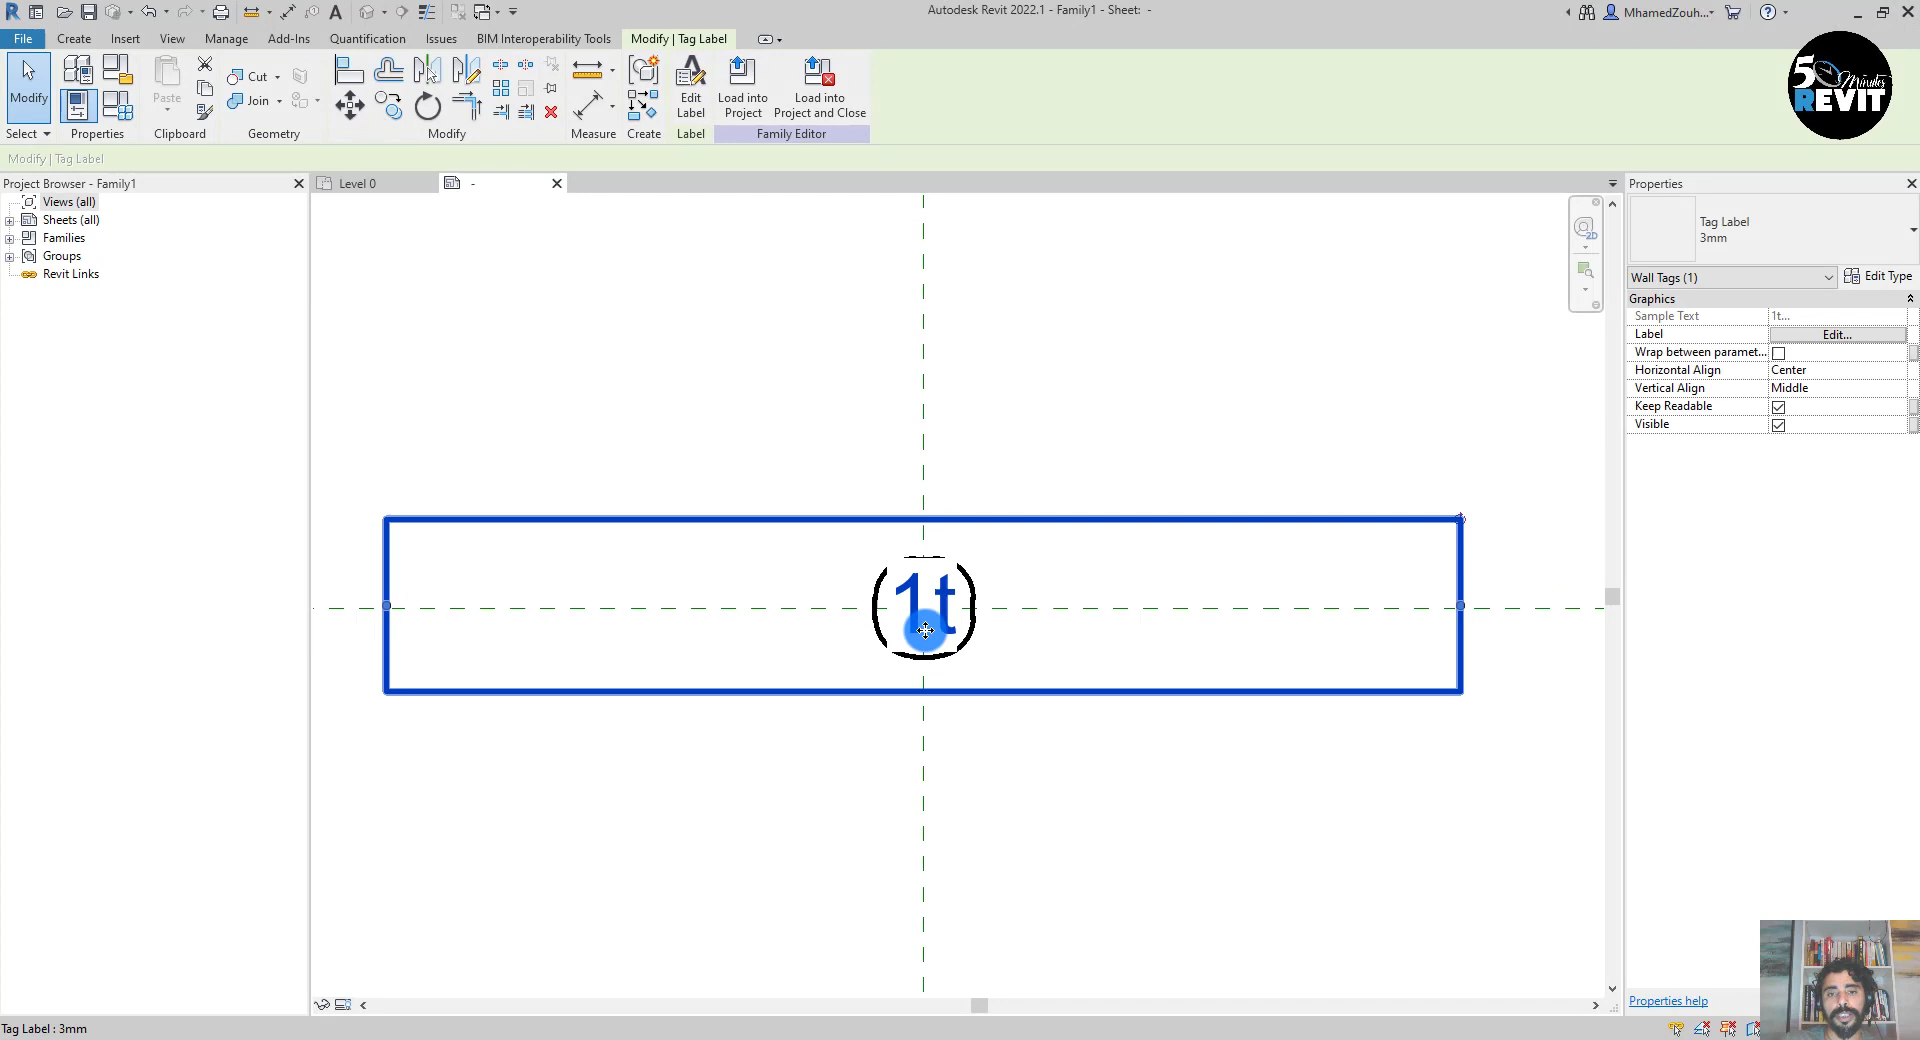 Autodesk Revit 2022.1 - Family1 - Sheet: -
MhamedZouh...
File Create Insert View Manage Add-Ins Quantification Issues BIM Interoperability Tools Modify | Tag Label
Modify
Paste
Cut
Join
Edit Label
Load into Project
Load into Project and Close
Select Properties Clipboard Geometry Modify Measure Create Label Family Editor
5 Minutes
REVIT
Modify | Tag Label
Project Browser - Family1
Level 0
-
Properties
Views (all)
Sheets (all)
Families
Groups
Revit Links
2D
Tag Label
3mm
Wall Tags (1)
Edit Type
Graphics
Sample Text 1t...
Label Edit...
Wrap between paramet...
Horizontal Align Center
Vertical Align Middle
Keep Readable
Visible
1t
Properties help
Tag Label : 3mm